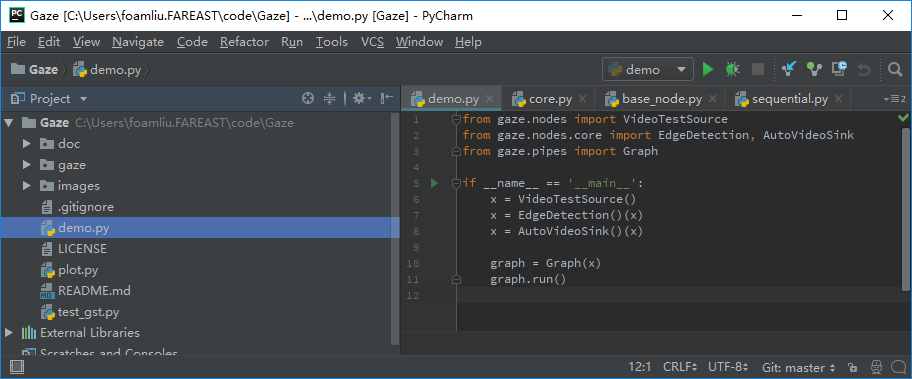 PC Gaze [C:\Users\foamliu.FAREAST\code\Gaze] - ...\demo.py [Gaze] - PyCharm
File Edit View Navigate Code Refactor Run Tools VCS Window Help
Gaze demo.py demo
Project
Gaze C:\Users\foamliu.FAREAST\code\Gaze
doc
gaze
images
.gitignore
demo.py
LICENSE
plot.py
MD README.md
test_gst.py
External Libraries
Scratches and Consoles
demo.py core.py base_node.py sequential.py 2
1 from gaze.nodes import VideoTestSource
2 from gaze.nodes.core import EdgeDetection, AutoVideoSink
3 from gaze.pipes import Graph
4
5 if __name__ == '__main__':
6 x = VideoTestSource()
7 x = EdgeDetection()(x)
8 x = AutoVideoSink()(x)
9
10 graph = Graph(x)
11 graph.run()
12
12:1 CRLF UTF-8 Git: master